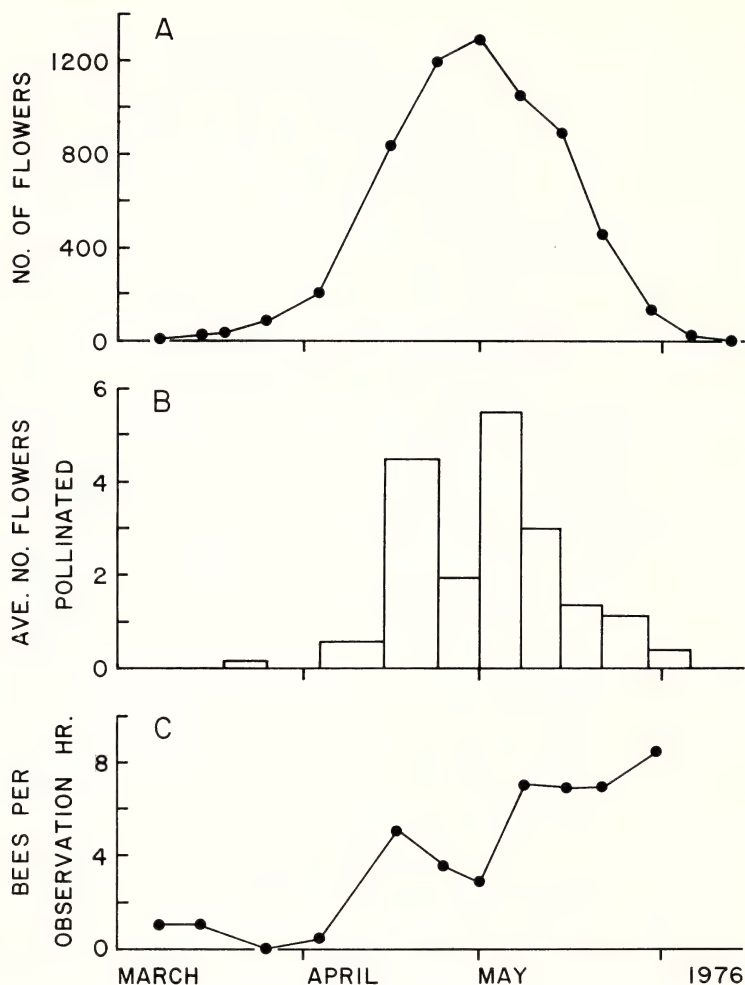 A
NO. OF FLOWERS
1200
800
400
0
B
AVE. NO. FLOWERS
POLLINATED
6
4
2
0
C
BEES PER
OBSERVATION HR.
8
4
0
MARCH APRIL MAY 1976